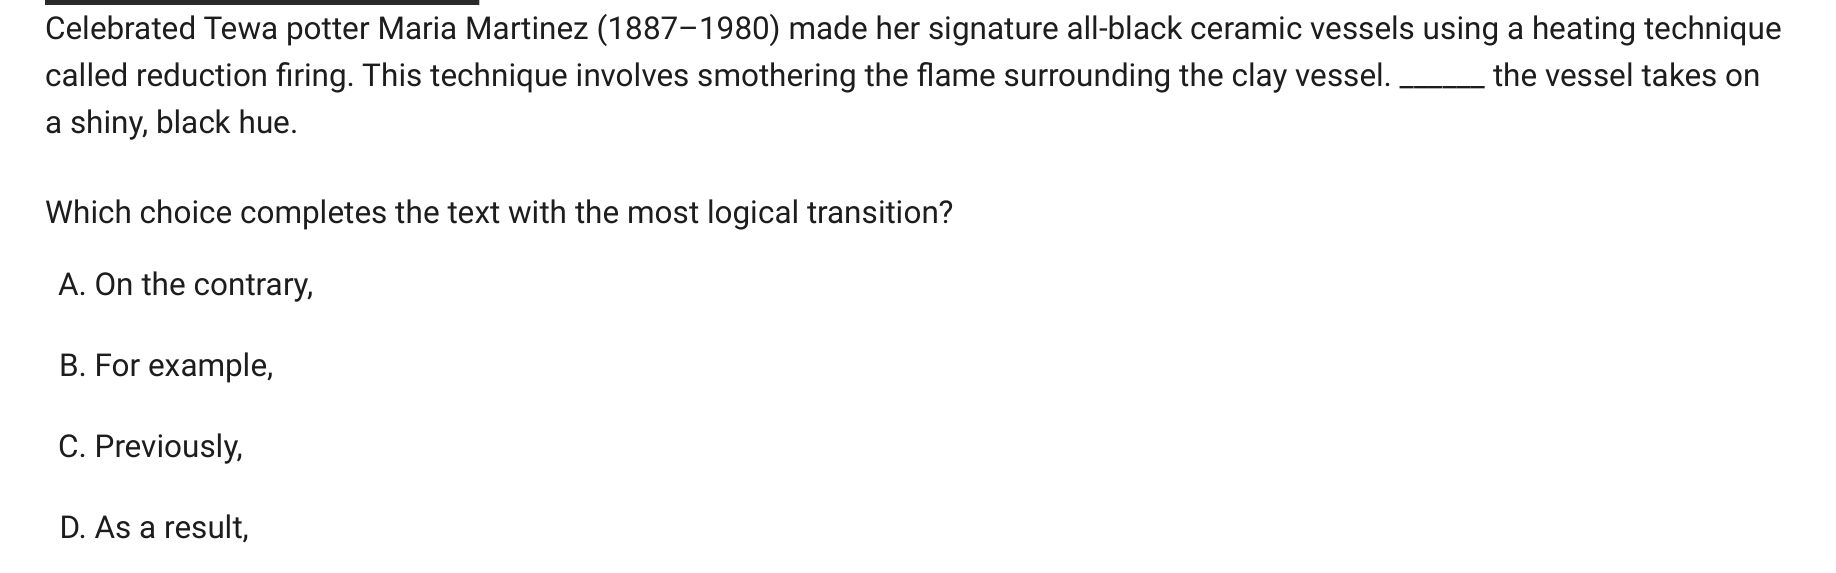 Celebrated Tewa potter Maria Martinez (1887–1980) made her signature all-black ceramic vessels using a heating technique
called reduction firing. This technique involves smothering the flame surrounding the clay vessel. ______ the vessel takes on
a shiny, black hue.
Which choice completes the text with the most logical transition?
A. On the contrary,
B. For example,
C. Previously,
D. As a result,